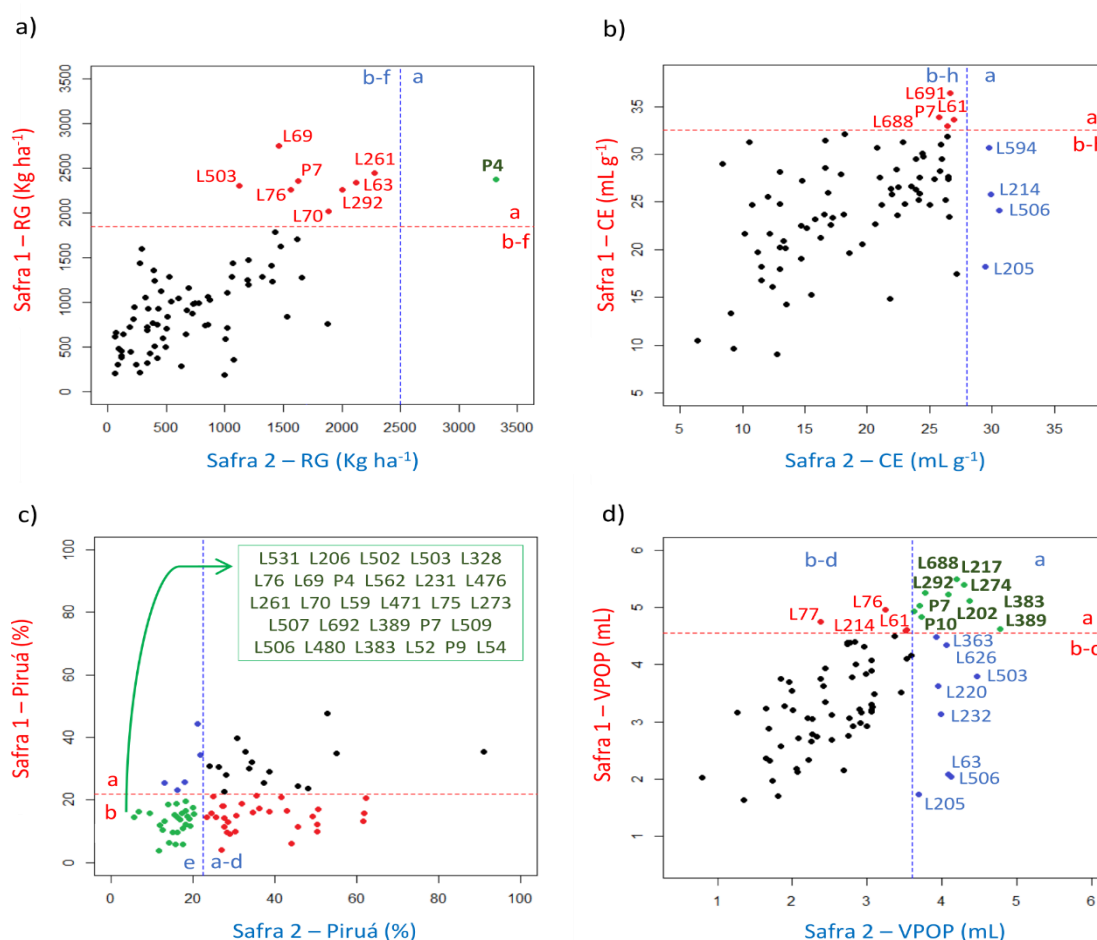 a)
b-f a
3500
3000
2500
2000
1500
1000
500
0
Safra 1 – RG (Kg ha⁻¹)
L69
L503
P7
L76
L261
L63
L292
L70
P4
a
b-f
0 500 1000 1500 2000 2500 3000 3500
Safra 2 – RG (Kg ha⁻¹)
b)
b-h a
35
30
25
20
15
10
5
Safra 1 – CE (mL g⁻¹)
L691
P7 L61
L688
a
L594
L214
L506
L205
5 10 15 20 25 30 35
Safra 2 – CE (mL g⁻¹)
c)
100
80
60
40
20
0
Safra 1 – Piruá (%)
L531 L206 L502 L503 L328
L76 L69 P4 L562 L231 L476
L261 L70 L59 L471 L75 L273
L507 L692 L389 P7 L509
L506 L480 L383 L52 P9 L54
a
b
e a-d
0 20 40 60 80 100
Safra 2 – Piruá (%)
d)
b-d a
6
5
4
3
2
1
Safra 1 – VPOP (mL)
L688 L217
L292 L274
L76
L77
P7
L202
L383
L214 L61
P10
L389
a
L363
L626
L503
L220
L232
L63
L506
L205
1 2 3 4 5 6
Safra 2 – VPOP (mL)